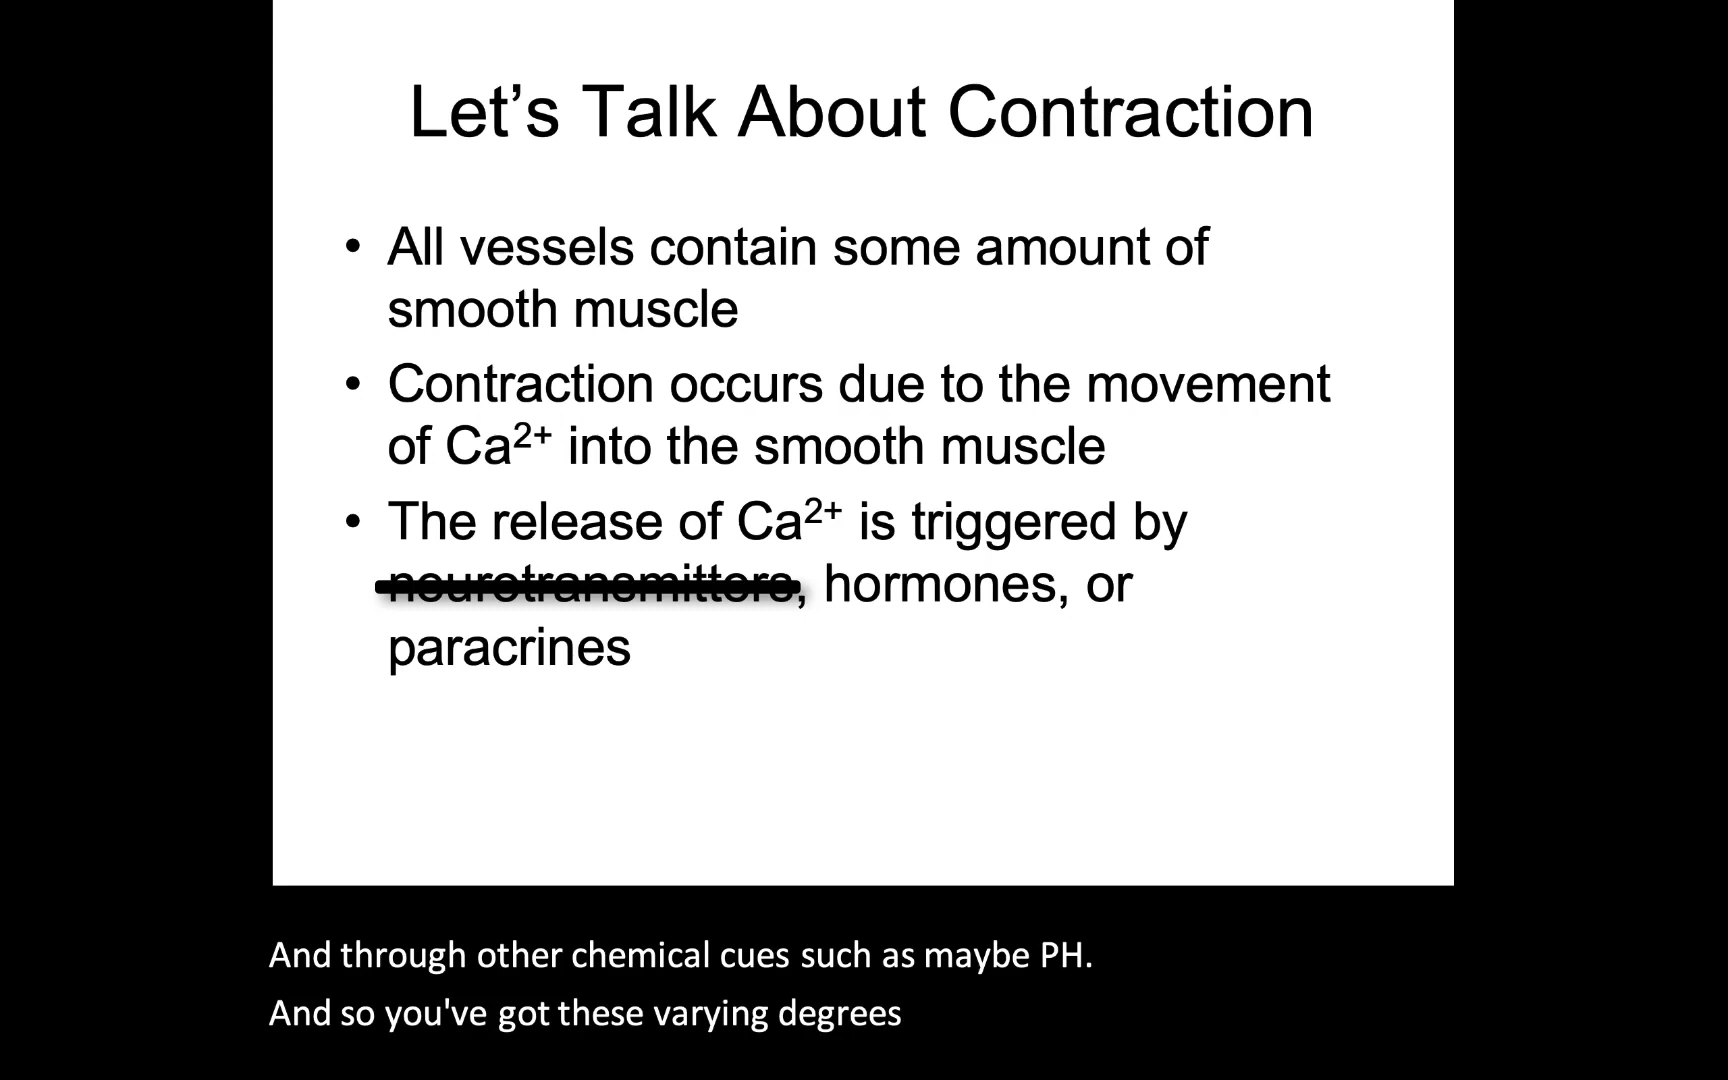 Let's Talk About Contraction
• All vessels contain some amount of
smooth muscle
• Contraction occurs due to the movement
of Ca²⁺ into the smooth muscle
• The release of Ca²⁺ is triggered by
neurotransmitters, hormones, or
paracrines
And through other chemical cues such as maybe PH.
And so you've got these varying degrees